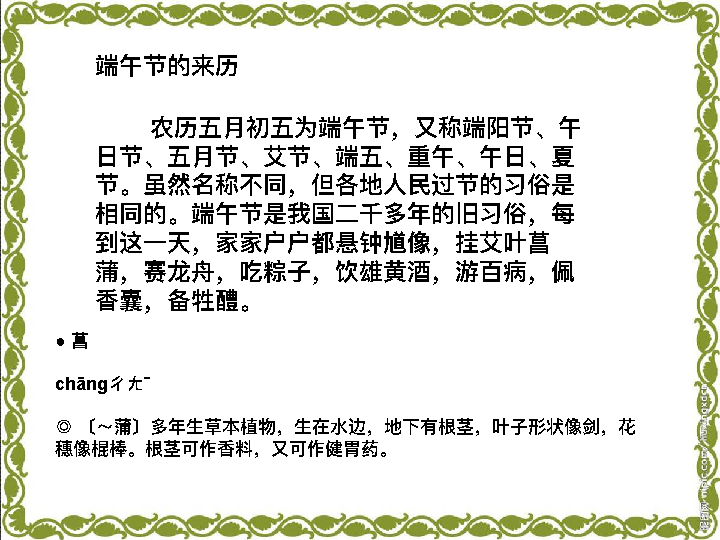 端午节的来历
农历五月初五为端午节，又称端阳节、午
日节、五月节、艾节、端五、重午、午日、夏
节。虽然名称不同，但各地人民过节的习俗是
相同的。端午节是我国二千多年的旧习俗，每
到这一天，家家户户都悬钟馗像，挂艾叶菖
蒲，赛龙舟，吃粽子，饮雄黄酒，游百病，佩
香囊，备牲醴。
● 菖
chāngㄔㄤˉ
◎ 〔～蒲〕多年生草本植物，生在水边，地下有根茎，叶子形状像剑，花
穗像棍棒。根茎可作香料，又可作健胃药。